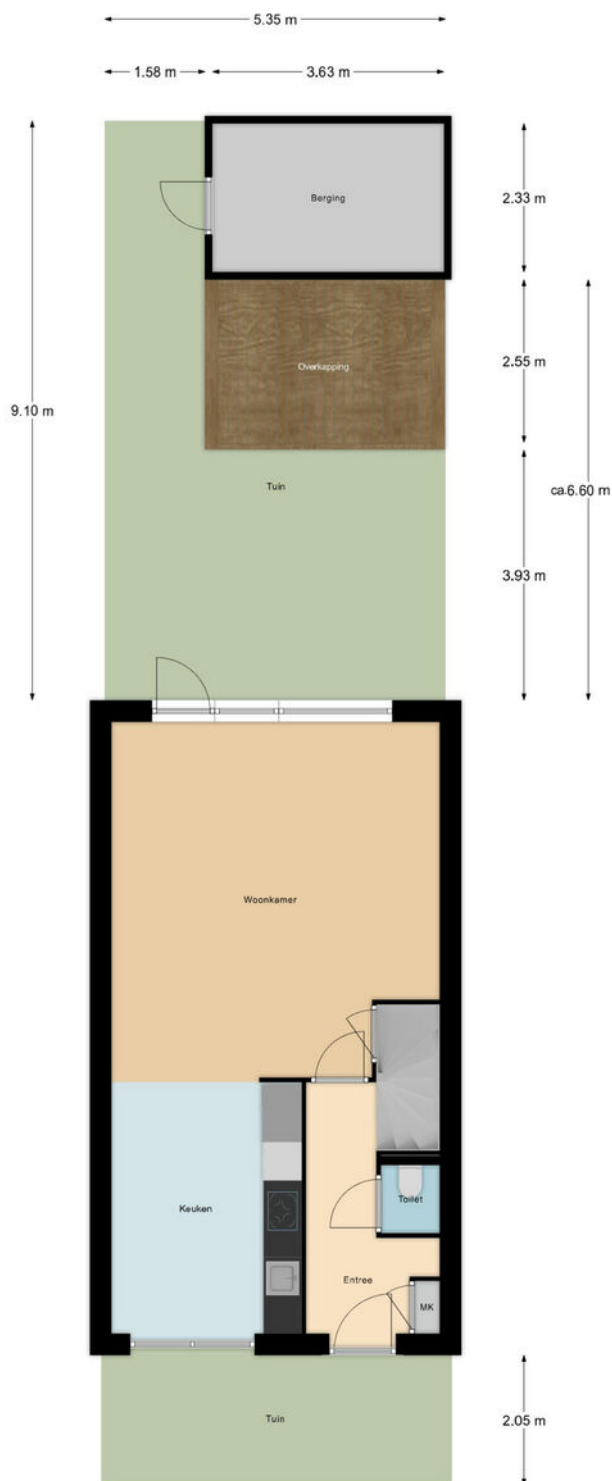 5.35 m
1.58 m
3.63 m
Berging
2.33 m
Overkapping
2.55 m
9.10 m
Tuin
ca.6.60 m
3.93 m
Woonkamer
Keuken
Toilet
Entree
MK
Tuin
2.05 m